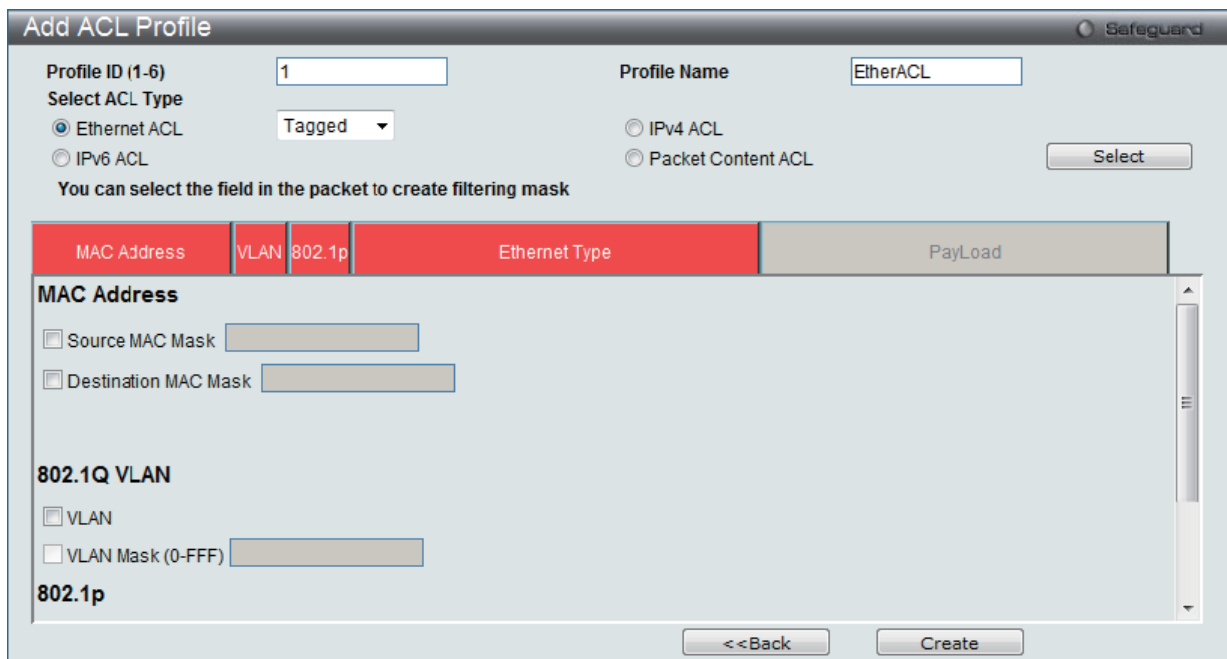 Add ACL Profile
Safeguard
Profile ID (1-6) 1 Profile Name EtherACL
Select ACL Type
Ethernet ACL Tagged IPv4 ACL
IPv6 ACL Packet Content ACL Select
You can select the field in the packet to create filtering mask
MAC Address VLAN 802.1p Ethernet Type PayLoad
MAC Address
Source MAC Mask
Destination MAC Mask
802.1Q VLAN
VLAN
VLAN Mask (0-FFF)
802.1p
<<Back Create